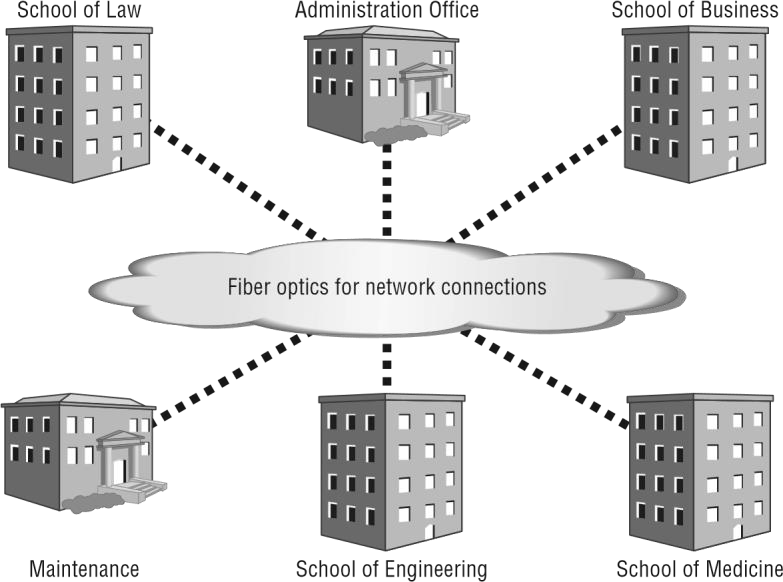 School of Law
Administration Office
School of Business
Fiber optics for network connections
Maintenance
School of Engineering
School of Medicine